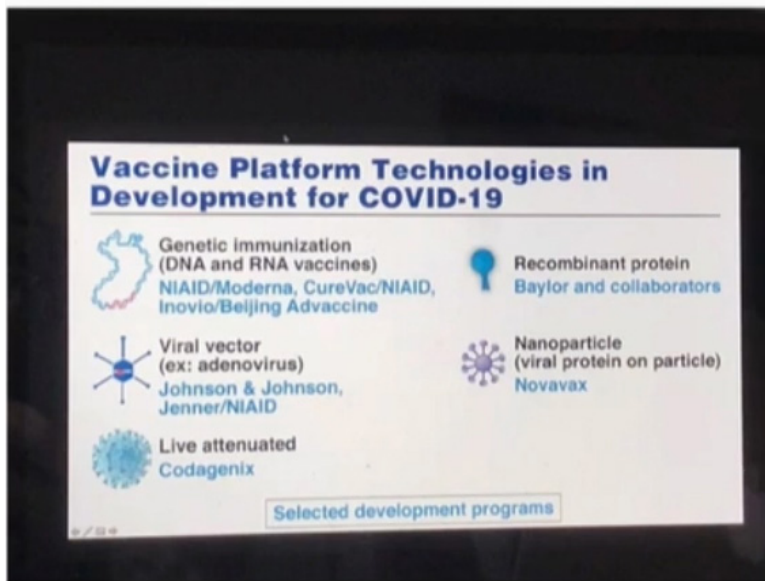 Vaccine Platform Technologies in
Development for COVID-19
Genetic immunization
(DNA and RNA vaccines)
NIAID/Moderna, CureVac/NIAID,
Inovio/Beijing Advaccine
Viral vector
(ex: adenovirus)
Johnson & Johnson,
Jenner/NIAID
Live attenuated
Codagenix
Recombinant protein
Baylor and collaborators
Nanoparticle
(viral protein on particle)
Novavax
Selected development programs